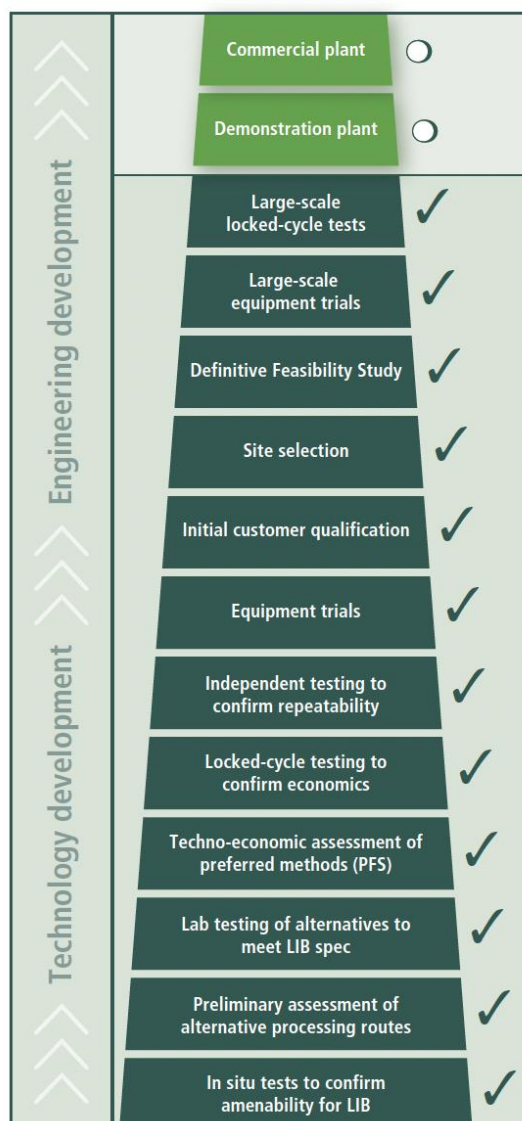 Commercial plant
Demonstration plant
Large-scale
locked-cycle tests
Large-scale
equipment trials
Definitive Feasibility Study
Site selection
Initial customer qualification
Equipment trials
Independent testing to
confirm repeatability
Locked-cycle testing to
confirm economics
Techno-economic assessment of
preferred methods (PFS)
Lab testing of alternatives to
meet LIB spec
Preliminary assessment of
alternative processing routes
In situ tests to confirm
amenability for LIB
Engineering development
Technology development